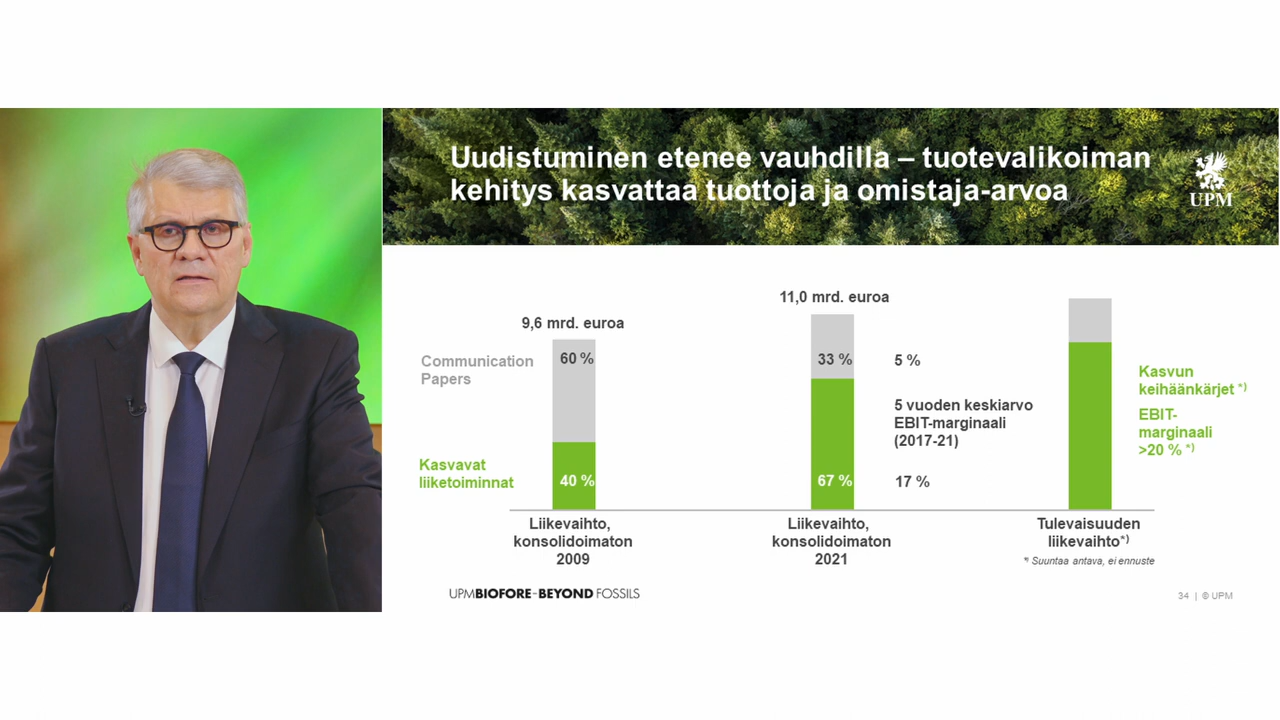 Uudistuminen etenee vauhdilla – tuotevalikoiman
kehitys kasvattaa tuottoja ja omistaja-arvoa
UPM
9,6 mrd. euroa
11,0 mrd. euroa
Communication
Papers
60 %
33 %
5 %
Kasvun
keihäänkärjet *)
5 vuoden keskiarvo
EBIT-marginaali
(2017-21)
EBIT-
marginaali
>20 % *)
Kasvavat
liiketoiminnat
40 %
67 %
17 %
Liikevaihto,
konsolidoimaton
2009
Liikevaihto,
konsolidoimaton
2021
Tulevaisuuden
liikevaihto*)
*) Suuntaa antava, ei ennuste
UPM BIOFORE-BEYOND FOSSILS
34 | © UPM